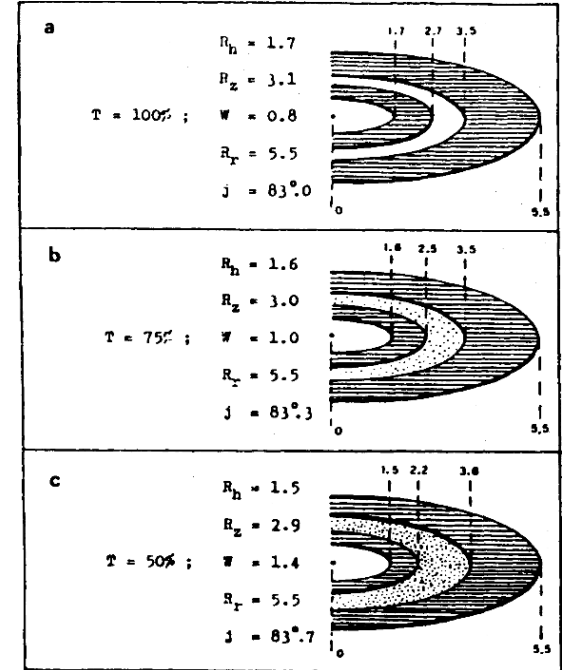 a
1.7 2.7 3.5
R_h = 1.7
R_z = 3.1
T = 100% ; W = 0.8
R_r = 5.5
j = 83°.0
0
5.5
b
1.6 2.5 3.5
R_h = 1.6
R_z = 3.0
T = 75% ; W = 1.0
R_r = 5.5
j = 83°.3
0
5.5
c
1.5 2.2 3.6
R_h = 1.5
R_z = 2.9
T = 50% ; W = 1.4
R_r = 5.5
j = 83°.7
0
5.5